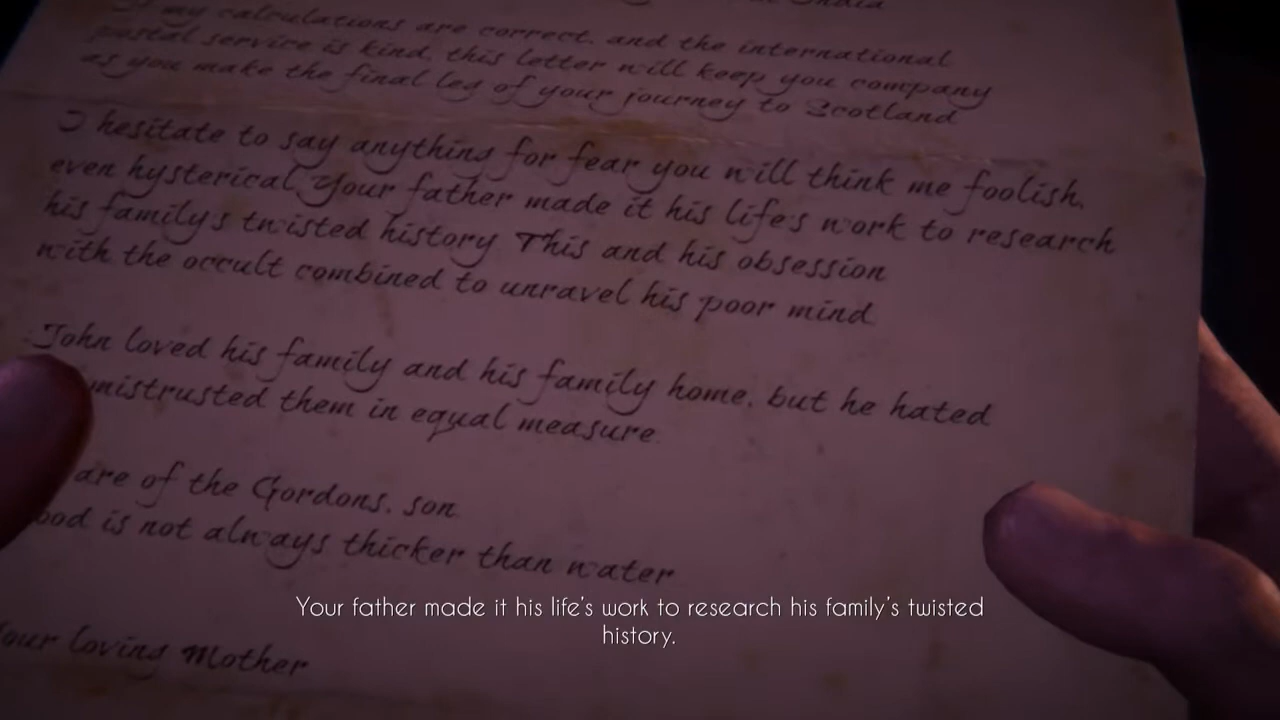 India
my calculations are correct, and the international
postal service is kind, this letter will keep you company
as you make the final leg of your journey to Scotland
I hesitate to say anything for fear you will think me foolish,
even hysterical. Your father made it his life's work to research
his family's twisted history. This and his obsession
with the occult combined to unravel his poor mind.
John loved his family and his family home, but he hated
mistrusted them in equal measure.
are of the Gordons, son.
ood is not always thicker than water
Your loving Mother
Your father made it his life's work to research his family's twisted
history.